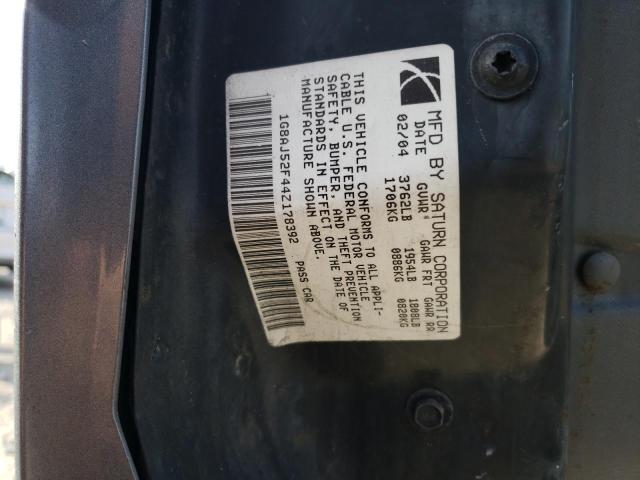 MFD BY SATURN CORPORATION
DATE GVWR GAWR FRT GAWR RR
02/04 3762LB 1954LB 1808LB
1706KG 0886KG 0820KG
THIS VEHICLE CONFORMS TO ALL APPLI-
CABLE U.S. FEDERAL MOTOR VEHICLE
SAFETY, BUMPER, AND THEFT PREVENTION
STANDARDS IN EFFECT ON THE DATE OF
MANUFACTURE SHOWN ABOVE.
1G8AJ52F44Z178392 PASS CAR